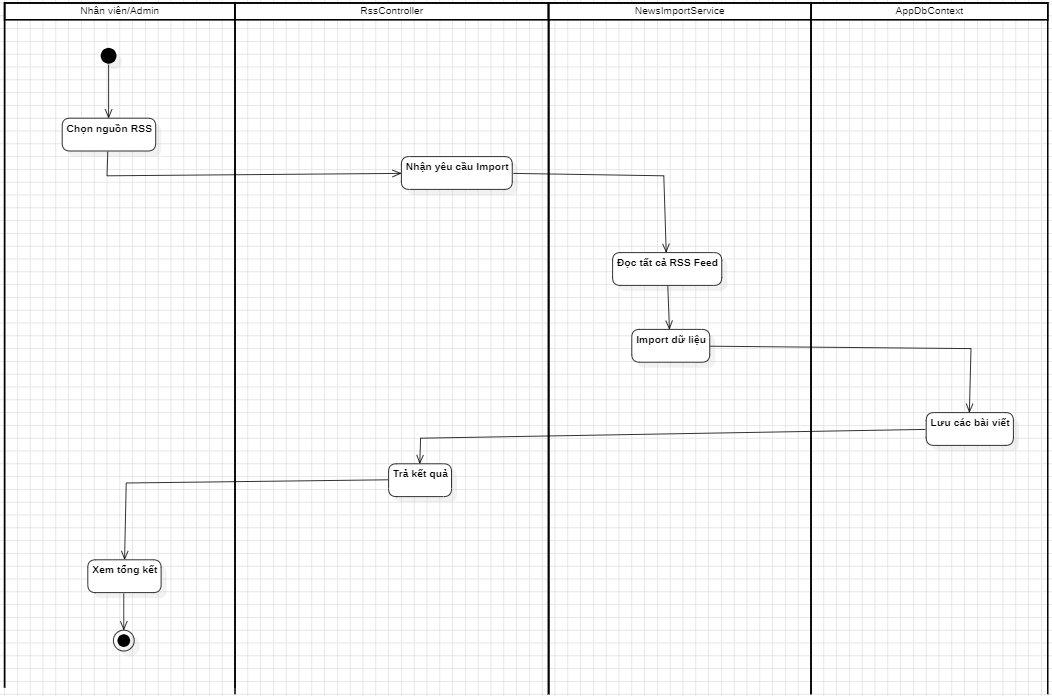 Nhân viên/Admin
RssController
NewsImportService
AppDbContext
Chọn nguồn RSS
Nhận yêu cầu Import
Đọc tất cả RSS Feed
Import dữ liệu
Lưu các bài viết
Trả kết quả
Xem tổng kết